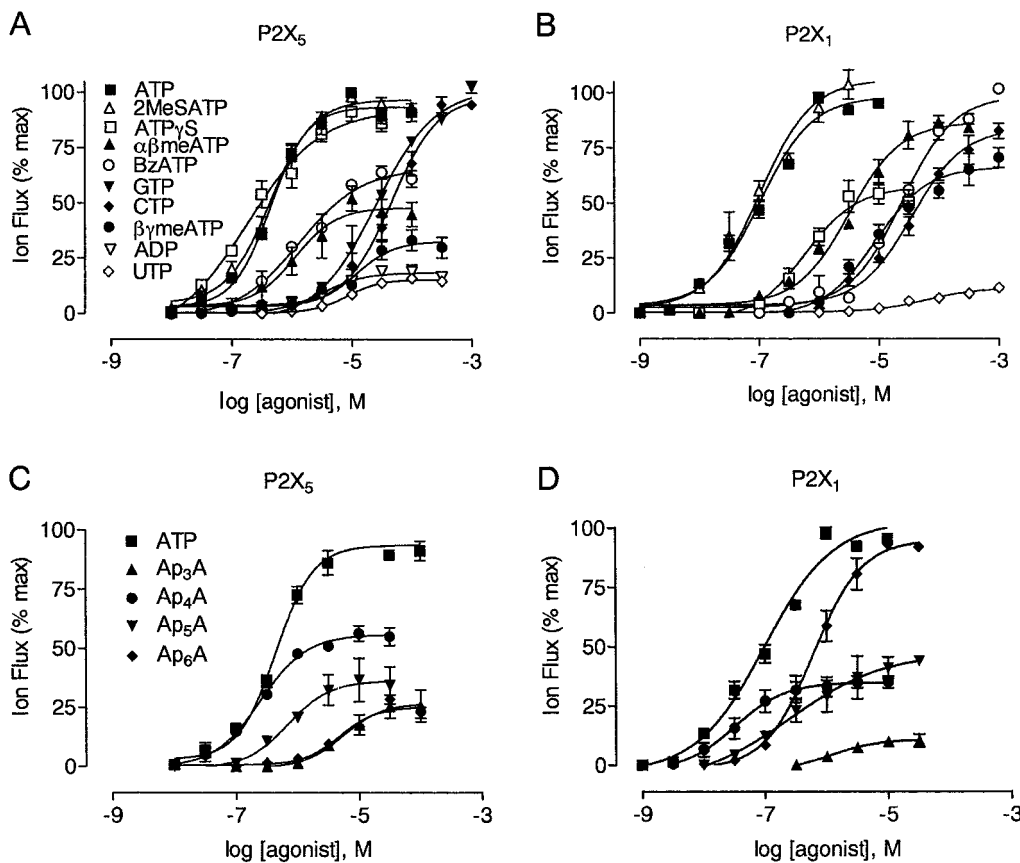 A
P2X5
Ion Flux (% max)
100
75
50
25
0
ATP
2MeSATP
ATPγS
αβmeATP
BzATP
GTP
CTP
βγmeATP
ADP
UTP
-9
-7
-5
-3
log [agonist], M
B
P2X1
Ion Flux (% max)
100
75
50
25
0
-9
-7
-5
-3
log [agonist], M
C
P2X5
Ion Flux (% max)
100
75
50
25
0
ATP
Ap3A
Ap4A
Ap5A
Ap6A
-9
-7
-5
-3
log [agonist], M
D
P2X1
Ion Flux (% max)
100
75
50
25
0
-9
-7
-5
-3
log [agonist], M